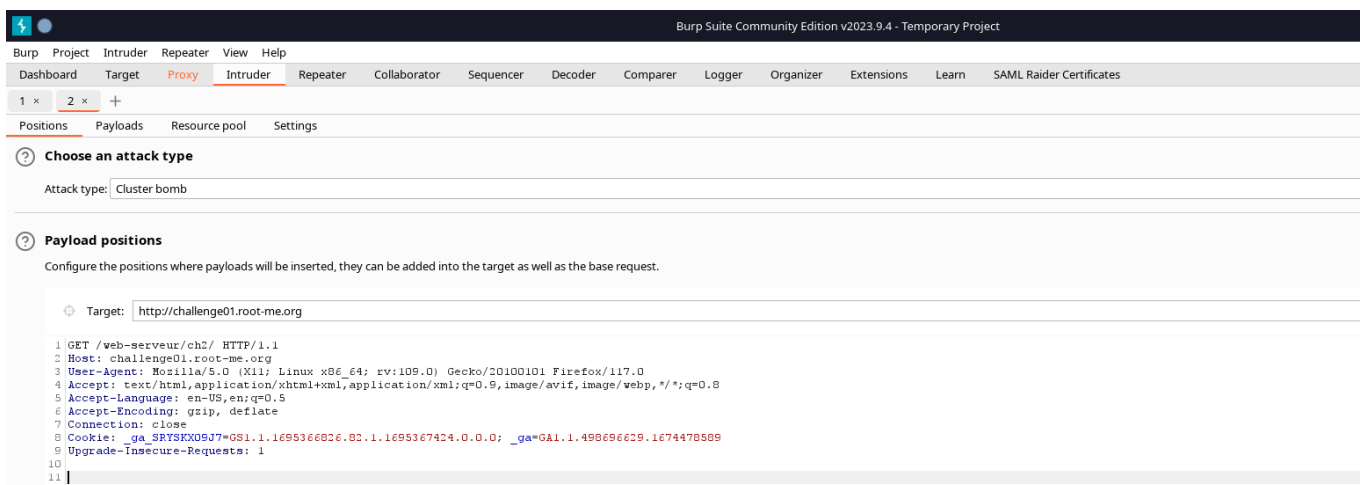 Burp Suite Community Edition v2023.9.4 - Temporary Project
Burp Project Intruder Repeater View Help
Dashboard Target Proxy Intruder Repeater Collaborator Sequencer Decoder Comparer Logger Organizer Extensions Learn SAML Raider Certificates
1 × 2 × +
Positions Payloads Resource pool Settings
? Choose an attack type
Attack type: Cluster bomb
? Payload positions
Configure the positions where payloads will be inserted, they can be added into the target as well as the base request.
Target: http://challenge01.root-me.org
1 GET /web-serveur/ch2/ HTTP/1.1
2 Host: challenge01.root-me.org
3 User-Agent: Mozilla/5.0 (X11; Linux x86_64; rv:109.0) Gecko/20100101 Firefox/117.0
4 Accept: text/html,application/xhtml+xml,application/xml;q=0.9,image/avif,image/webp,*/*;q=0.8
5 Accept-Language: en-US,en;q=0.5
6 Accept-Encoding: gzip, deflate
7 Connection: close
8 Cookie: _ga_SRYSKX09J7=GS1.1.1695366826.82.1.1695367424.0.0.0; _ga=GA1.1.498696629.1674478589
9 Upgrade-Insecure-Requests: 1
10
11